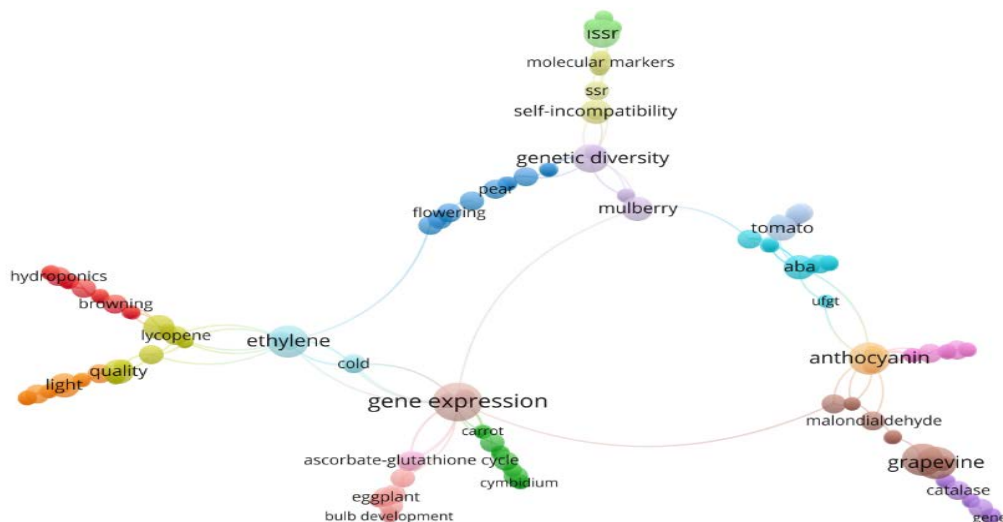 issr
molecular markers
ssr
self-incompatibility
genetic diversity
pear
mulberry
flowering
tomato
aba
hydroponics
browning
ufgt
lycopene
ethylene
anthocyanin
cold
quality
light
gene expression
malondialdehyde
carrot
ascorbate-glutathione cycle
grapevine
cymbidium
catalase
eggplant
bulb development
gene